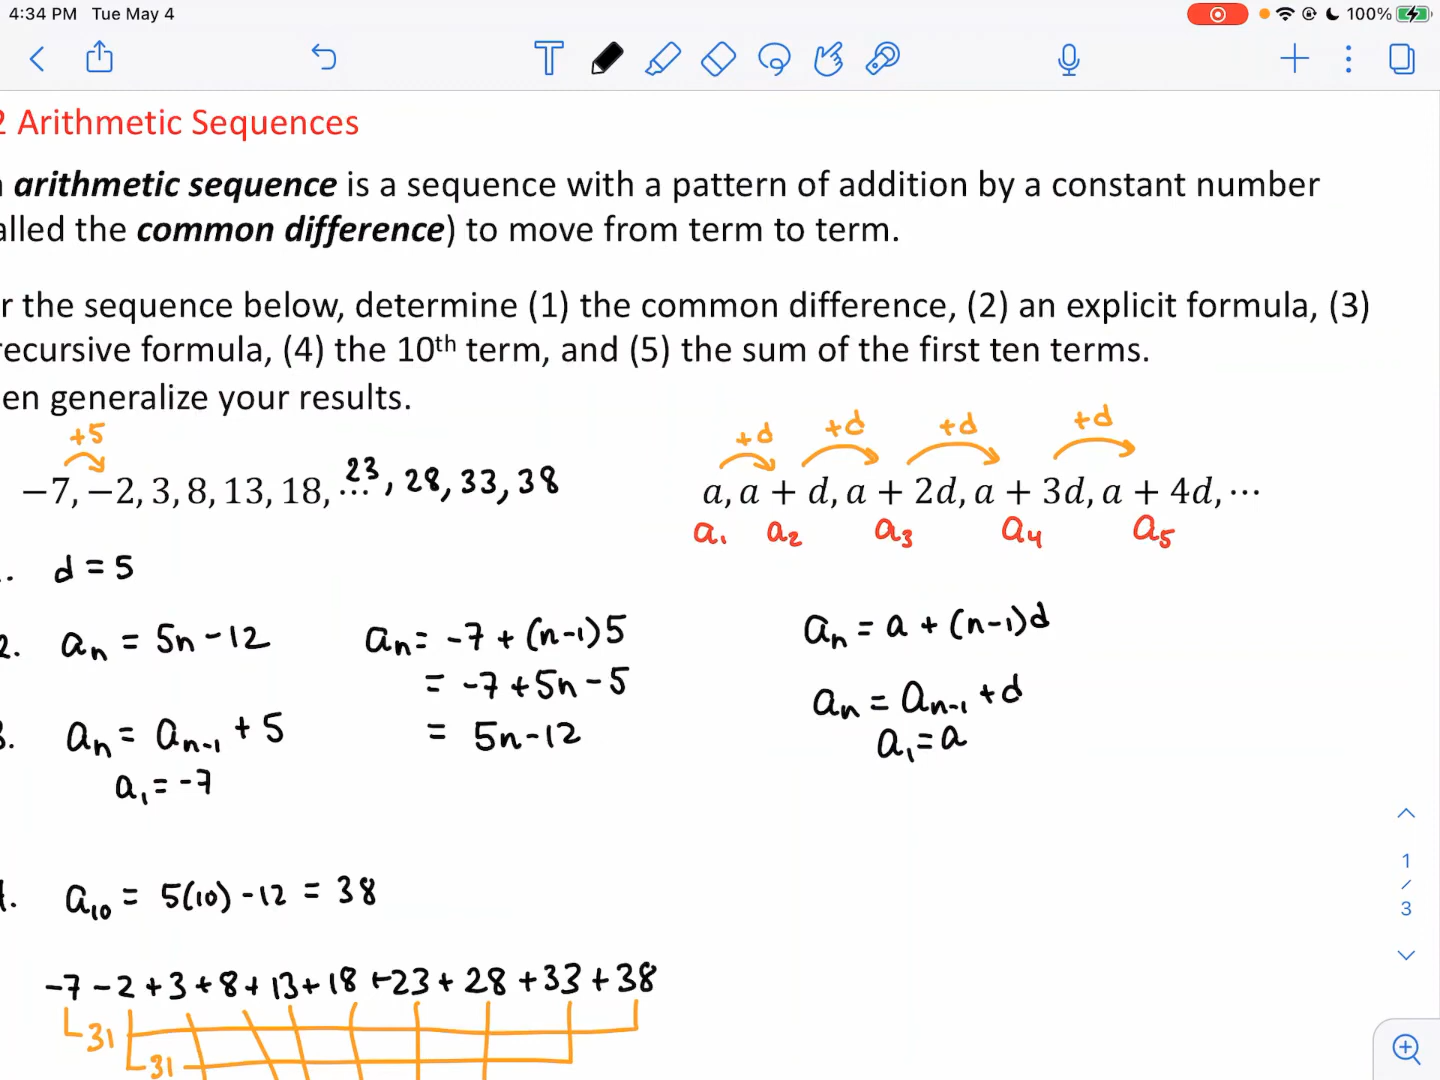 4:34 PM Tue May 4 100%
2 Arithmetic Sequences
arithmetic sequence is a sequence with a pattern of addition by a constant number
alled the common difference) to move from term to term.
r the sequence below, determine (1) the common difference, (2) an explicit formula, (3)
recursive formula, (4) the 10th term, and (5) the sum of the first ten terms.
en generalize your results.
+5
−7, −2, 3, 8, 13, 18, ⋯ 23, 28, 33, 38
+d +d +d +d
a, a + d, a + 2d, a + 3d, a + 4d, ⋯
a₁ a₂ a₃ a₄ a₅
. d = 5
2. aₙ = 5n − 12
aₙ = -7 + (n-1)5
= -7 + 5n - 5
= 5n - 12
aₙ = a + (n-1)d
aₙ = aₙ₋₁ + d
a₁ = a
3. aₙ = aₙ₋₁ + 5
a₁ = -7
4. a₁₀ = 5(10) - 12 = 38
-7 - 2 + 3 + 8 + 13 + 18 + 23 + 28 + 33 + 38
31
31
1
/
3